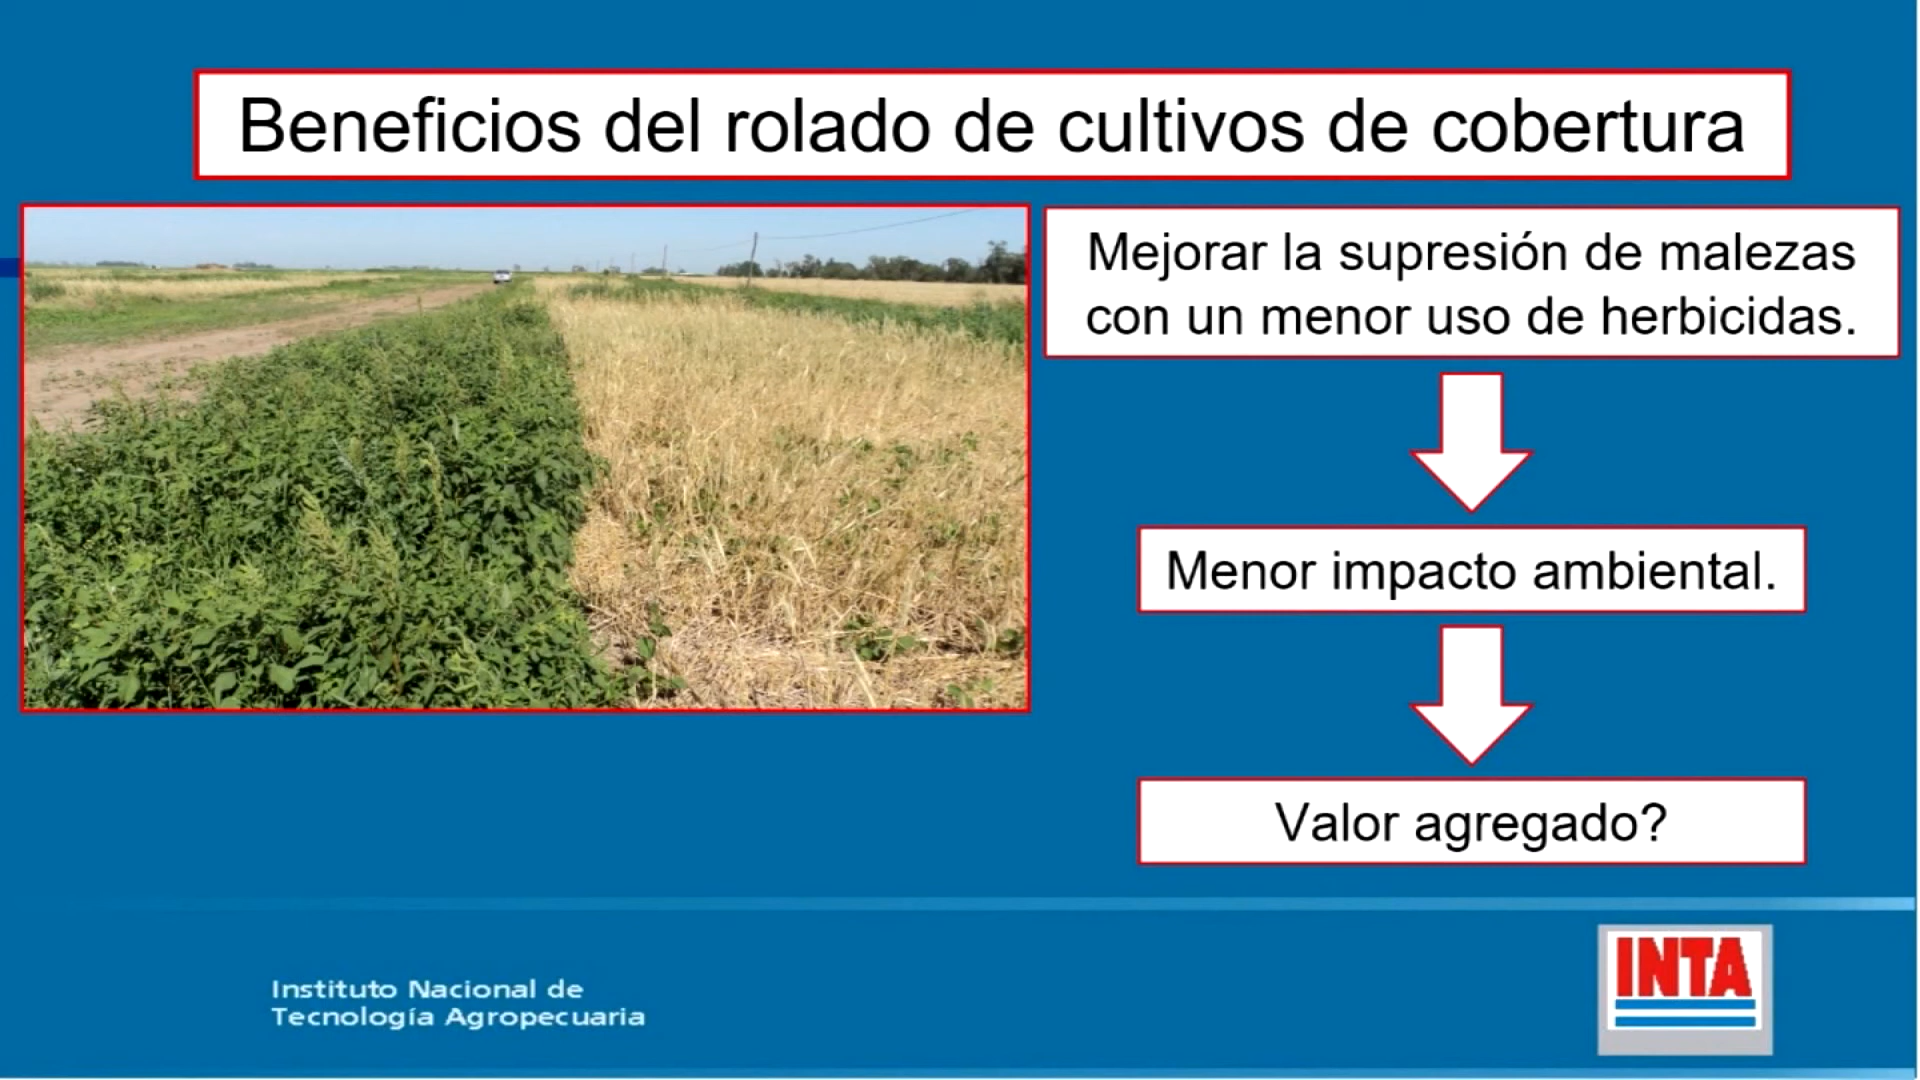 Beneficios del rolado de cultivos de cobertura
Mejorar la supresión de malezas
con un menor uso de herbicidas.
Menor impacto ambiental.
Valor agregado?
Instituto Nacional de
Tecnología Agropecuaria
INTA